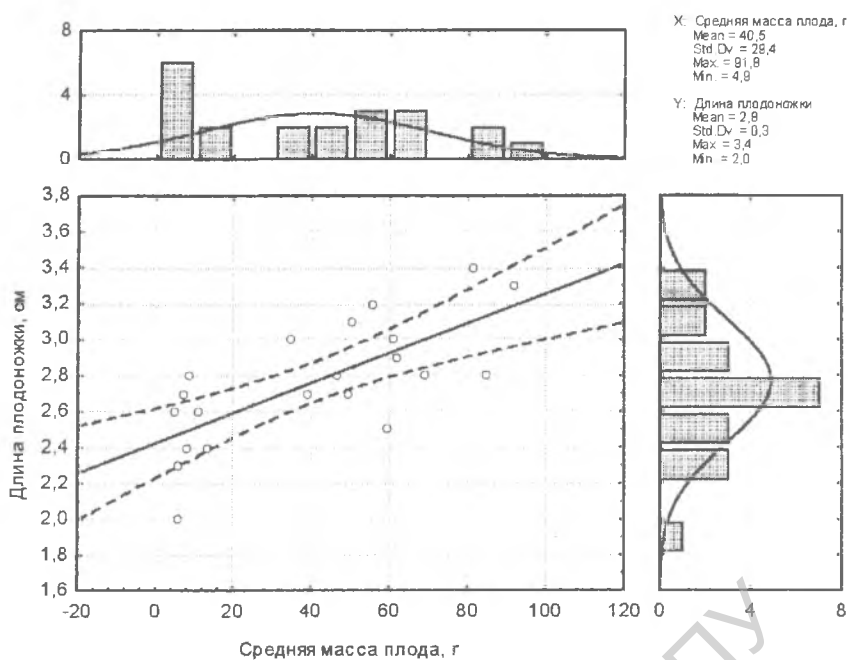 8
4
0
X: Средняя масса плода, г
Mean = 40,5
Std.Dv. = 28,4
Max. = 91,8
Min. = 4,9
Y: Длина плодоножки
Mean = 2,8
Std.Dv. = 0,3
Max. = 3,4
Min. = 2,0
Длина плодоножки, см
3,8
3,6
3,4
3,2
3,0
2,8
2,6
2,4
2,2
2,0
1,8
1,6
-20 0 20 40 60 80 100 120
Средняя масса плода, г
0 4 8
ПУ